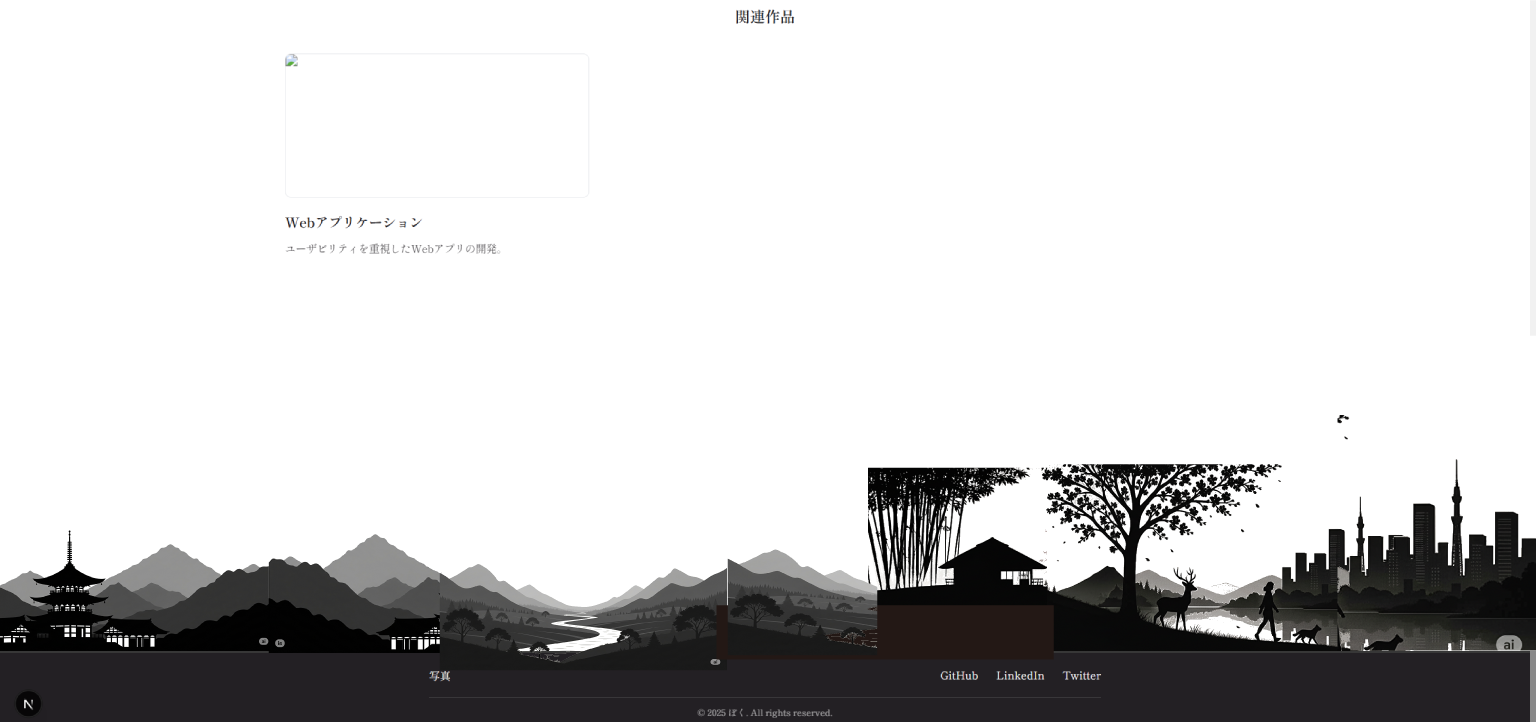 関連作品
Webアプリケーション
ユーザビリティを重視したWebアプリの開発。
ai
写真
GitHub LinkedIn Twitter
N
© 2025 ぼく. All rights reserved.